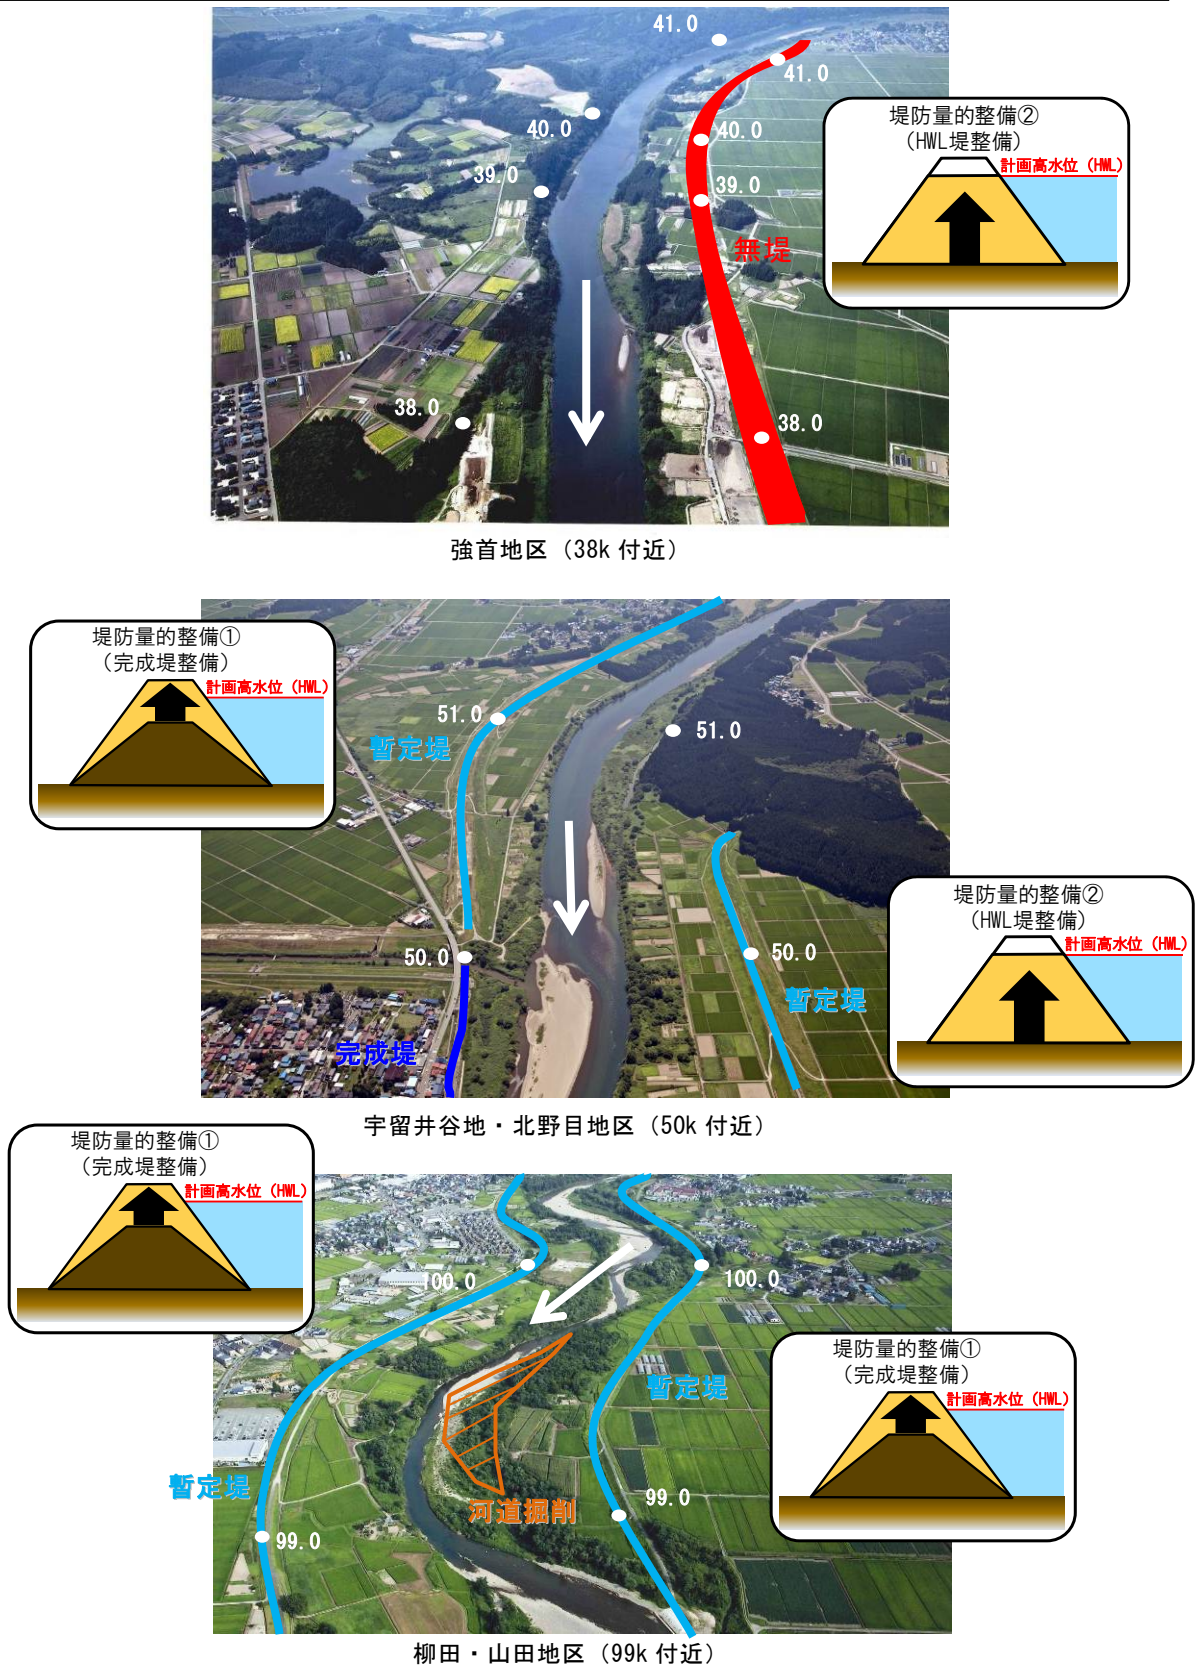 41.0
41.0
40.0
40.0
39.0
39.0
無堤
38.0
38.0
堤防量的整備②
（HWL堤整備）
計画高水位（HWL）
強首地区（38k 付近）
堤防量的整備①
（完成堤整備）
計画高水位（HWL）
51.0
暫定堤
51.0
50.0
完成堤
50.0
暫定堤
堤防量的整備②
（HWL堤整備）
計画高水位（HWL）
宇留井谷地・北野目地区（50k 付近）
堤防量的整備①
（完成堤整備）
計画高水位（HWL）
100.0
100.0
暫定堤
暫定堤
99.0
99.0
河道掘削
堤防量的整備①
（完成堤整備）
計画高水位（HWL）
柳田・山田地区（99k 付近）